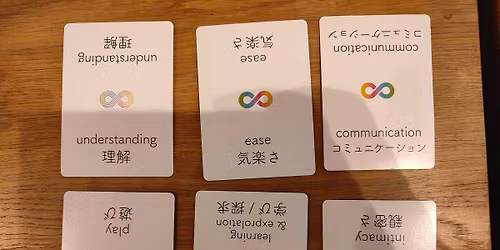 理解
understanding
understanding
理解
気楽さ
ease
ease
気楽さ
コミュニケーション
communication
communication
コミュニケーション
play
遊び
学び / 探求
& exprolation
learning
親密さ
intimacy